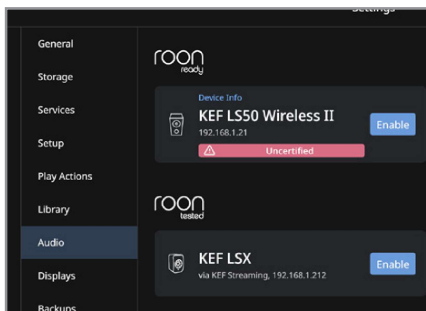 Settings
General
Storage
Services
Setup
Play Actions
Library
Audio
Displays
Backups
roon
ready
Device Info
KEF LS50 Wireless II
192.168.1.21
Enable
Uncertified
roon
tested
KEF LSX
via KEF Streaming, 192.168.1.212
Enable